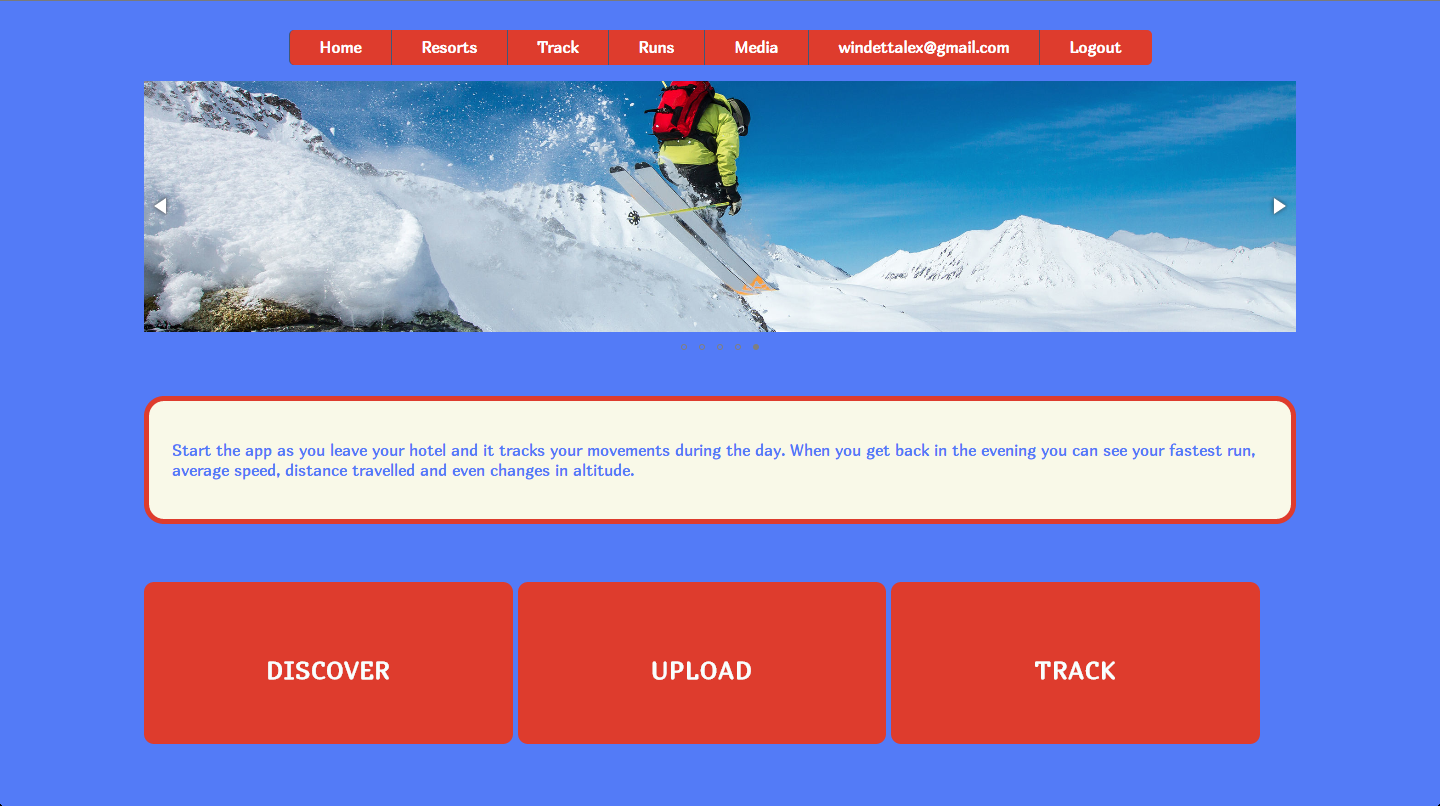 Home Resorts Track Runs Media windettalex@gmail.com Logout
Start the app as you leave your hotel and it tracks your movements during the day. When you get back in the evening you can see your fastest run,
average speed, distance travelled and even changes in altitude.
DISCOVER UPLOAD TRACK